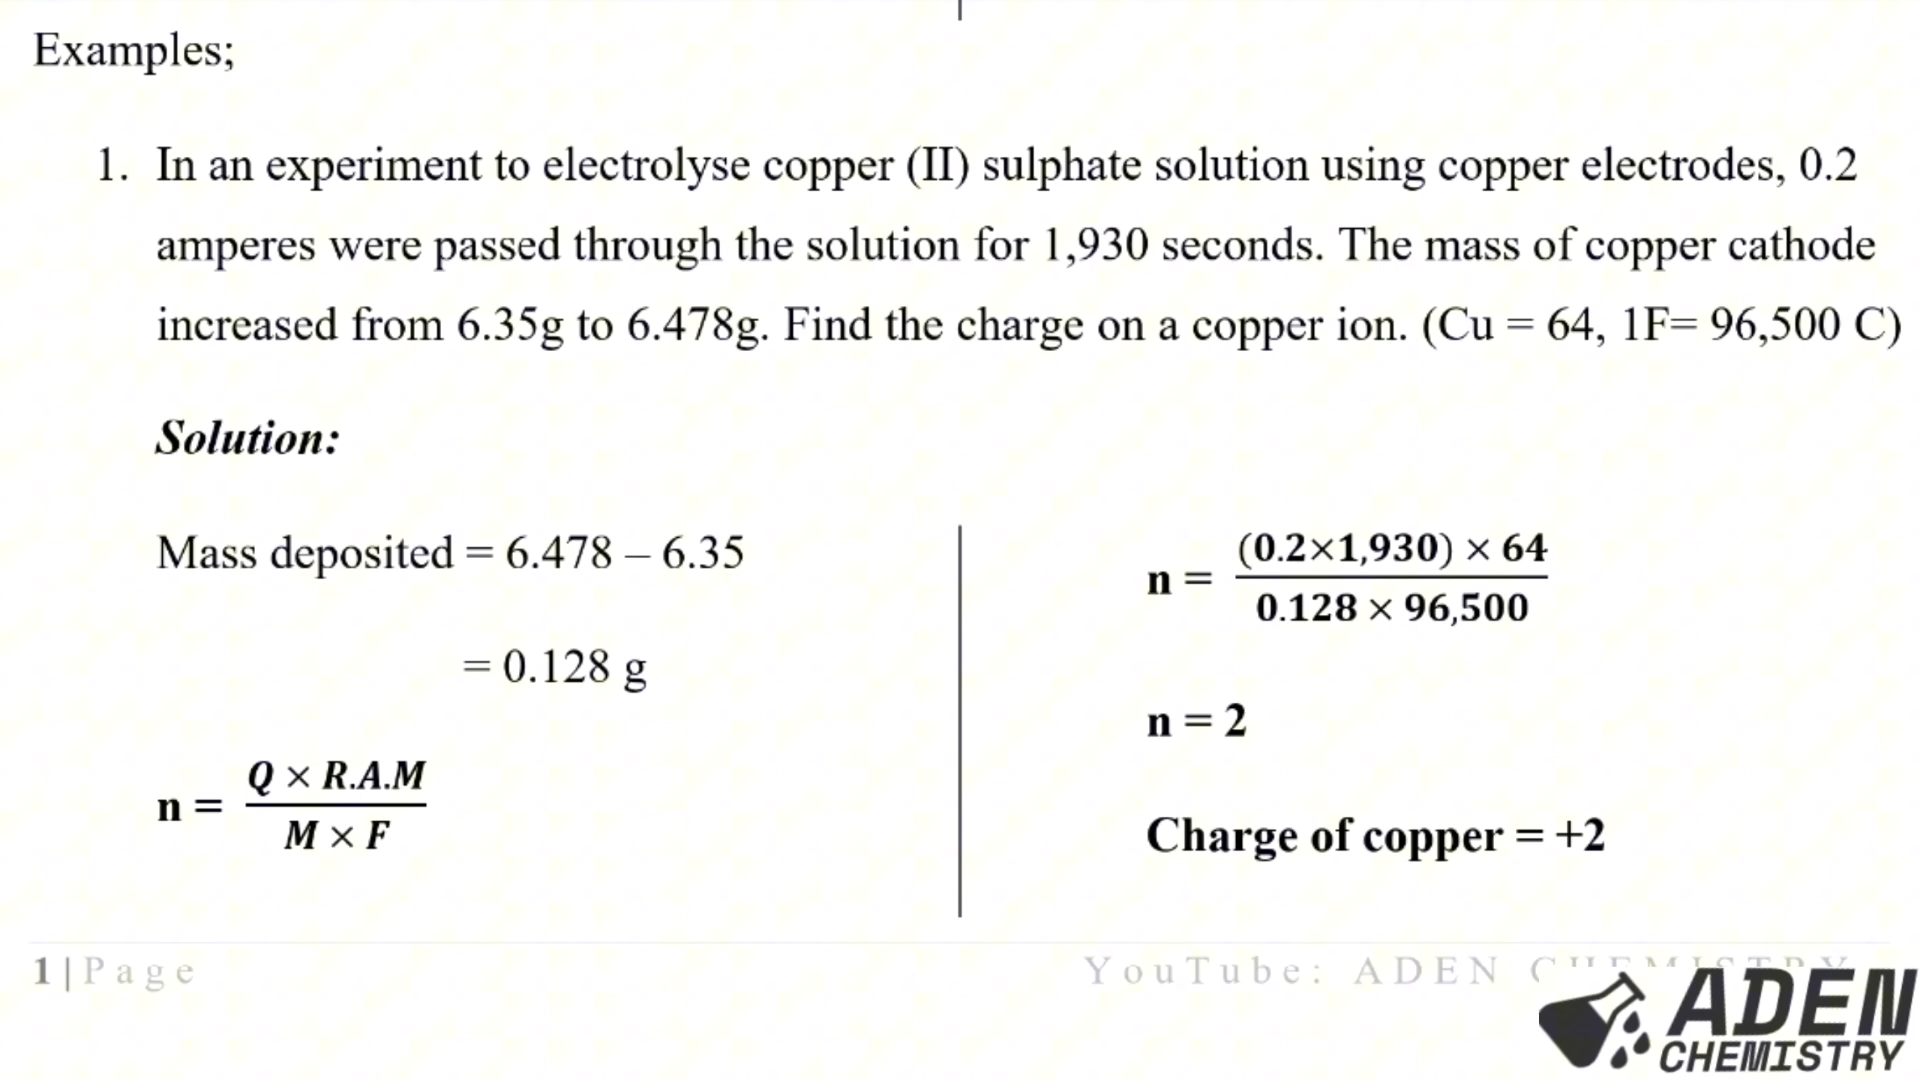 Examples;
1. In an experiment to electrolyse copper (II) sulphate solution using copper electrodes, 0.2
amperes were passed through the solution for 1,930 seconds. The mass of copper cathode
increased from 6.35g to 6.478g. Find the charge on a copper ion. (Cu = 64, 1F= 96,500 C)
Solution:
Mass deposited = 6.478 – 6.35
= 0.128 g
n = Q × R.A.M / M × F
n = (0.2×1,930) × 64 / 0.128 × 96,500
n = 2
Charge of copper = +2
1 | Page
YouTube: ADEN
ADEN
CHEMISTRY